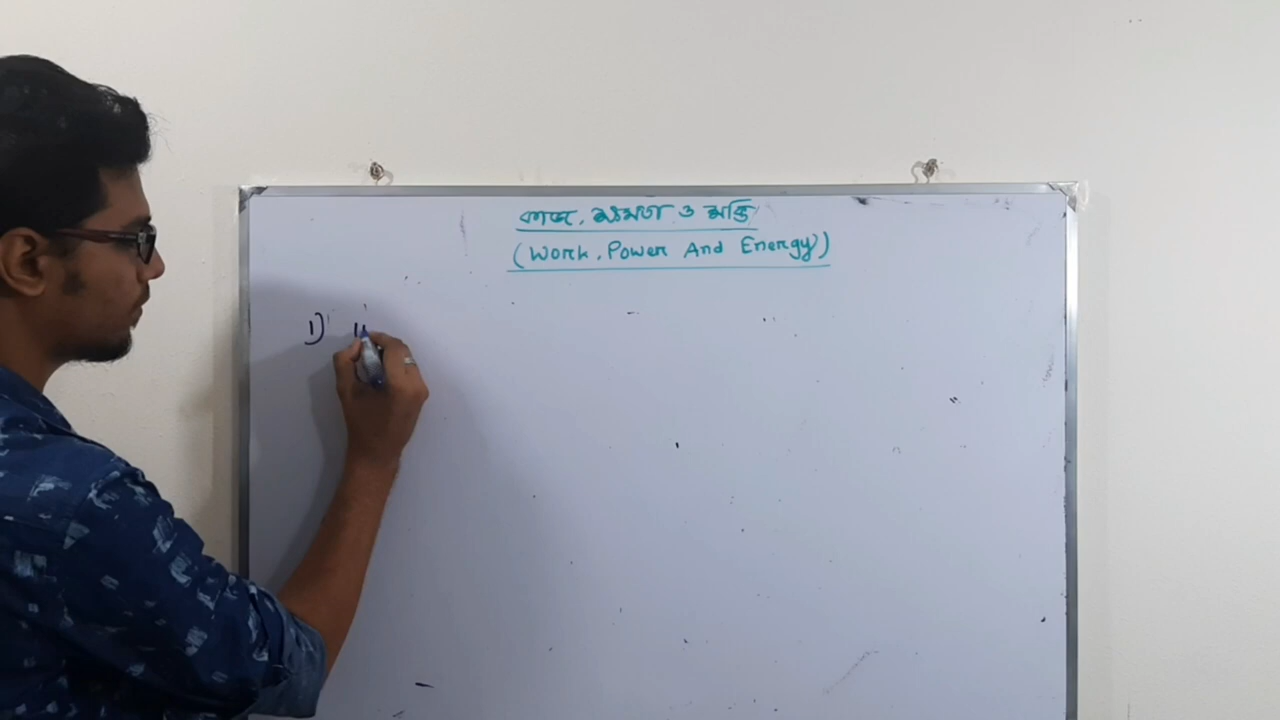 কাজ, ক্ষমতা ও শক্তি
(Work, Power And Energy)
1)